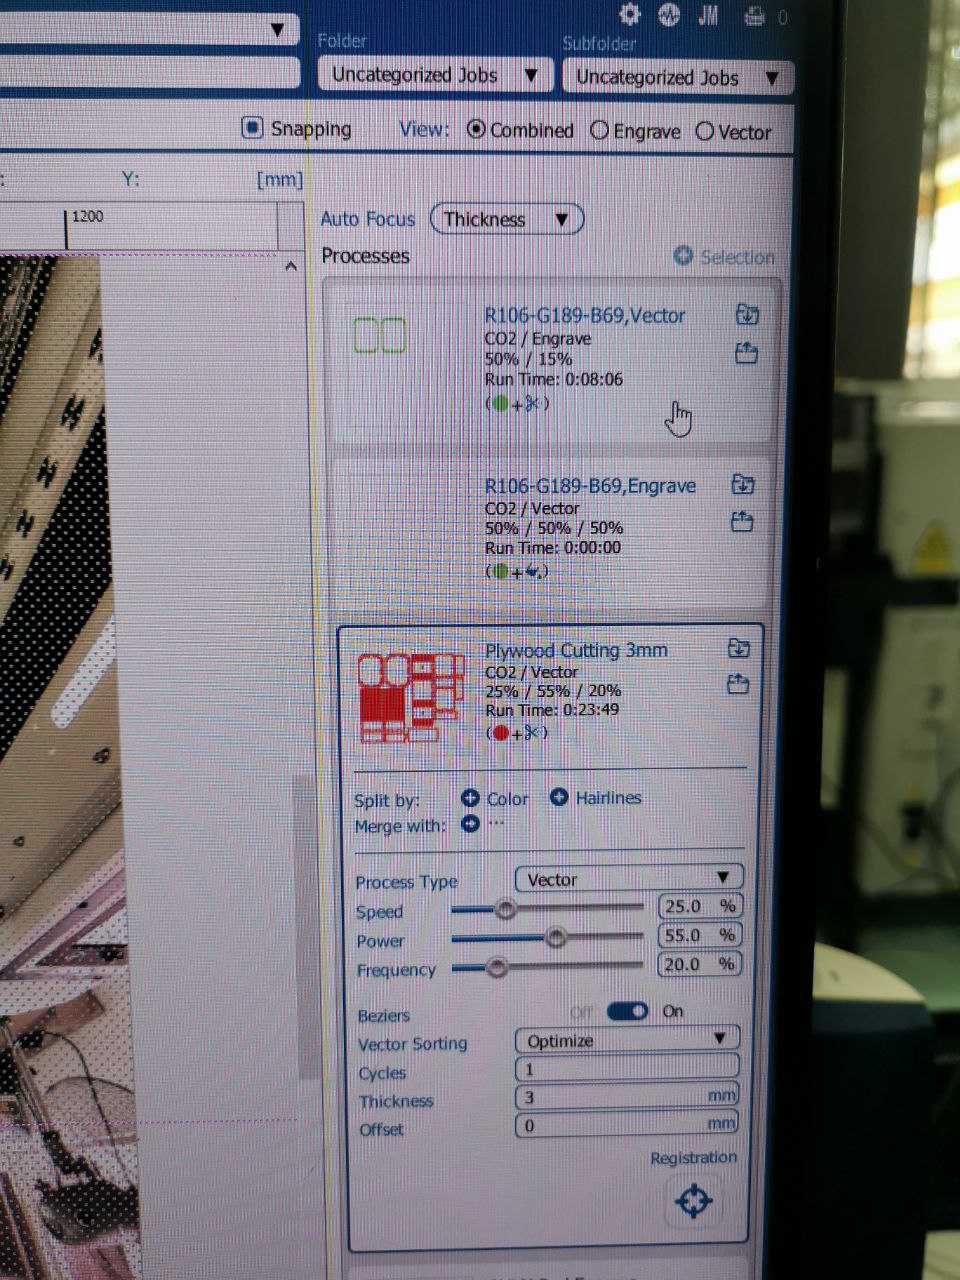 JM 0
Folder Subfolder
Uncategorized Jobs Uncategorized Jobs
Snapping View: Combined Engrave Vector
Y: [mm]
1200
Auto Focus Thickness
Processes Selection
R106-G189-B69,Vector
CO2 / Engrave
50% / 15%
Run Time: 0:08:06
( + )
R106-G189-B69,Engrave
CO2 / Vector
50% / 50% / 50%
Run Time: 0:00:00
( + )
Plywood Cutting 3mm
CO2 / Vector
25% / 55% / 20%
Run Time: 0:23:49
( + )
Split by: Color Hairlines
Merge with: ...
Process Type Vector
Speed 25.0 %
Power 55.0 %
Frequency 20.0 %
Beziers Off On
Vector Sorting Optimize
Cycles 1
Thickness 3 mm
Offset 0 mm
Registration